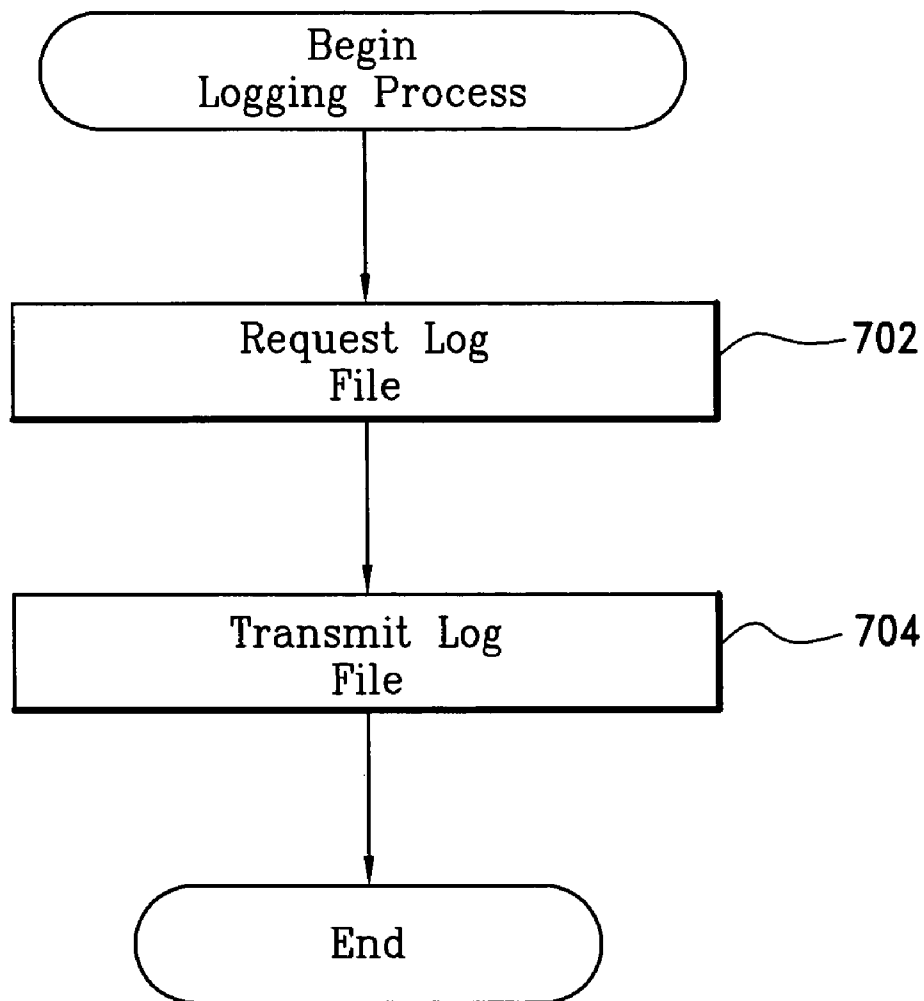 Begin
Logging Process
Request Log
File
702
Transmit Log
File
704
End